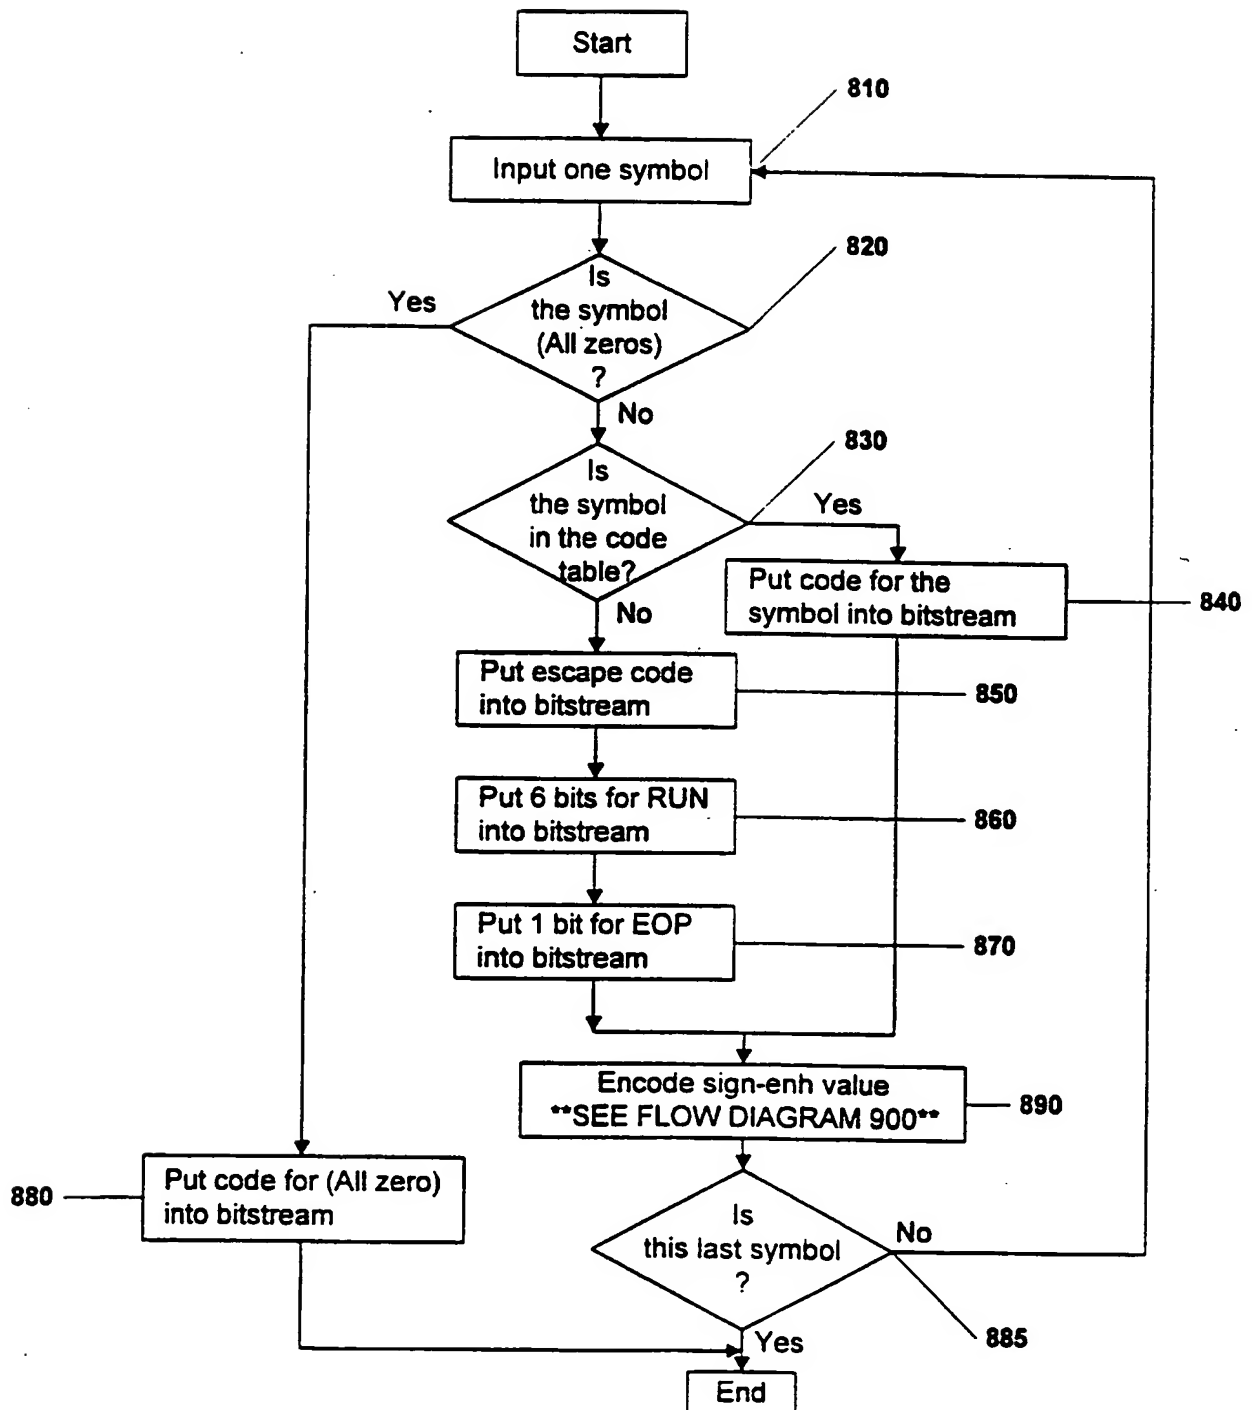 Start
810
Input one symbol
820
Is
the symbol
(All zeros)
?
Yes
No
830
Is
the symbol
in the code
table?
Yes
No
Put code for the
symbol into bitstream
840
Put escape code
into bitstream
850
Put 6 bits for RUN
into bitstream
860
Put 1 bit for EOP
into bitstream
870
Encode sign-enh value
**SEE FLOW DIAGRAM 900**
890
880
Put code for (All zero)
into bitstream
Is
this last symbol
?
No
885
Yes
End